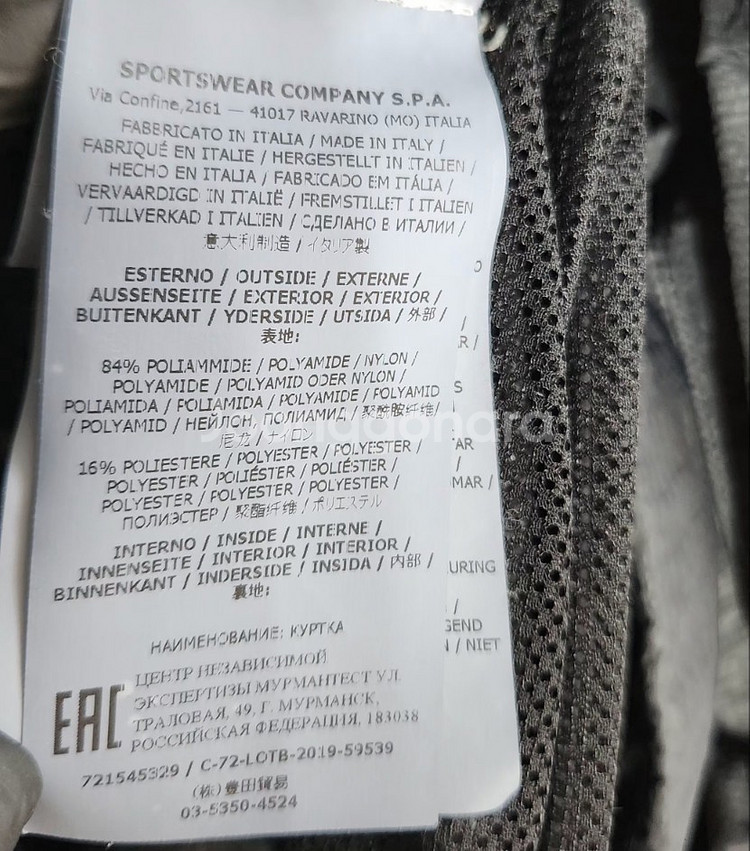 SPORTSWEAR COMPANY S.P.A.
Via Confine,2161 — 41017 RAVARINO (MO) ITALIA
FABBRICATO IN ITALIA / MADE IN ITALY /
FABRIQUÉ EN ITALIE / HERGESTELLT IN ITALIEN /
HECHO EN ITALIA / FABRICADO EM ITÁLIA /
VERVAARDIGD IN ITALIË / FREMSTILLET I ITALIEN
/ TILLVERKAD I ITALIEN / СДЕЛАНО В ИТАЛИИ /
意大利制造 / イタリア製
ESTERNO / OUTSIDE / EXTERNE /
AUSSENSEITE / EXTERIOR / EXTERIOR /
BUITENKANT / YDERSIDE / UTSIDA / 外部 /
表地:
84% POLIAMMIDE / POLYAMIDE / NYLON /
POLYAMIDE / POLYAMID ODER NYLON /
POLIAMIDA / POLIAMIDA / POLYAMIDE / POLYAMID
/ POLYAMID / НЕЙЛОН, ПОЛИАМИД / 聚酰胺纤维/
尼龙 / ナイロン
16% POLIESTERE / POLYESTER / POLYESTER /
POLYESTER / POLIÉSTER / POLIÉSTER /
POLYESTER / POLYESTER / POLYESTER /
ПОЛИЭСТЕР / 聚酯纤维 / ポリエステル
INTERNO / INSIDE / INTERNE /
INNENSEITE / INTERIOR / INTERIOR /
BINNENKANT / INDERSIDE / INSIDA / 内部 /
裏地:
НАИМЕНОВАНИЕ: КУРТКА
EAC
ЦЕНТР НЕЗАВИСИМОЙ
ЭКСПЕРТИЗЫ МУРМАНТЕСТ УЛ.
ТРАЛОВАЯ, 49, Г. МУРМАНСК,
РОССИЙСКАЯ ФЕДЕРАЦИЯ, 183038
721545329 / C-72-LOTB-2019-59539
(株)豊田貿易
03-5350-4524
O
/
R /
S
AR
/
MAR /
URING
/
GEND
/ NIET